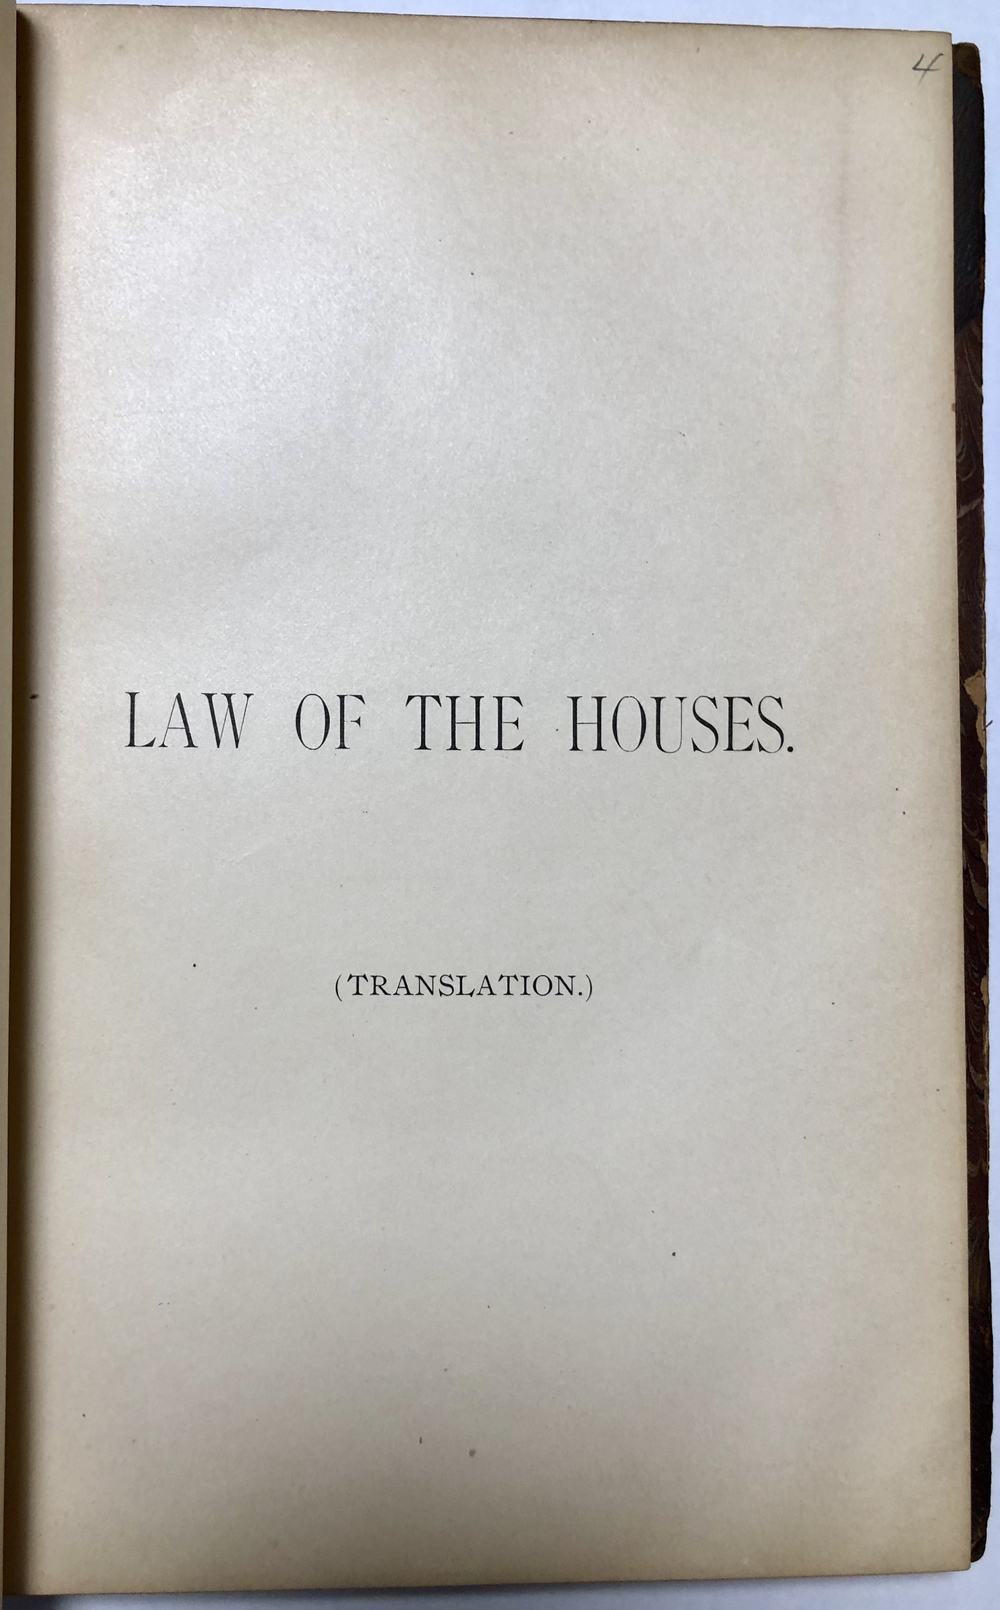 4
LAW OF THE HOUSES.
(TRANSLATION.)